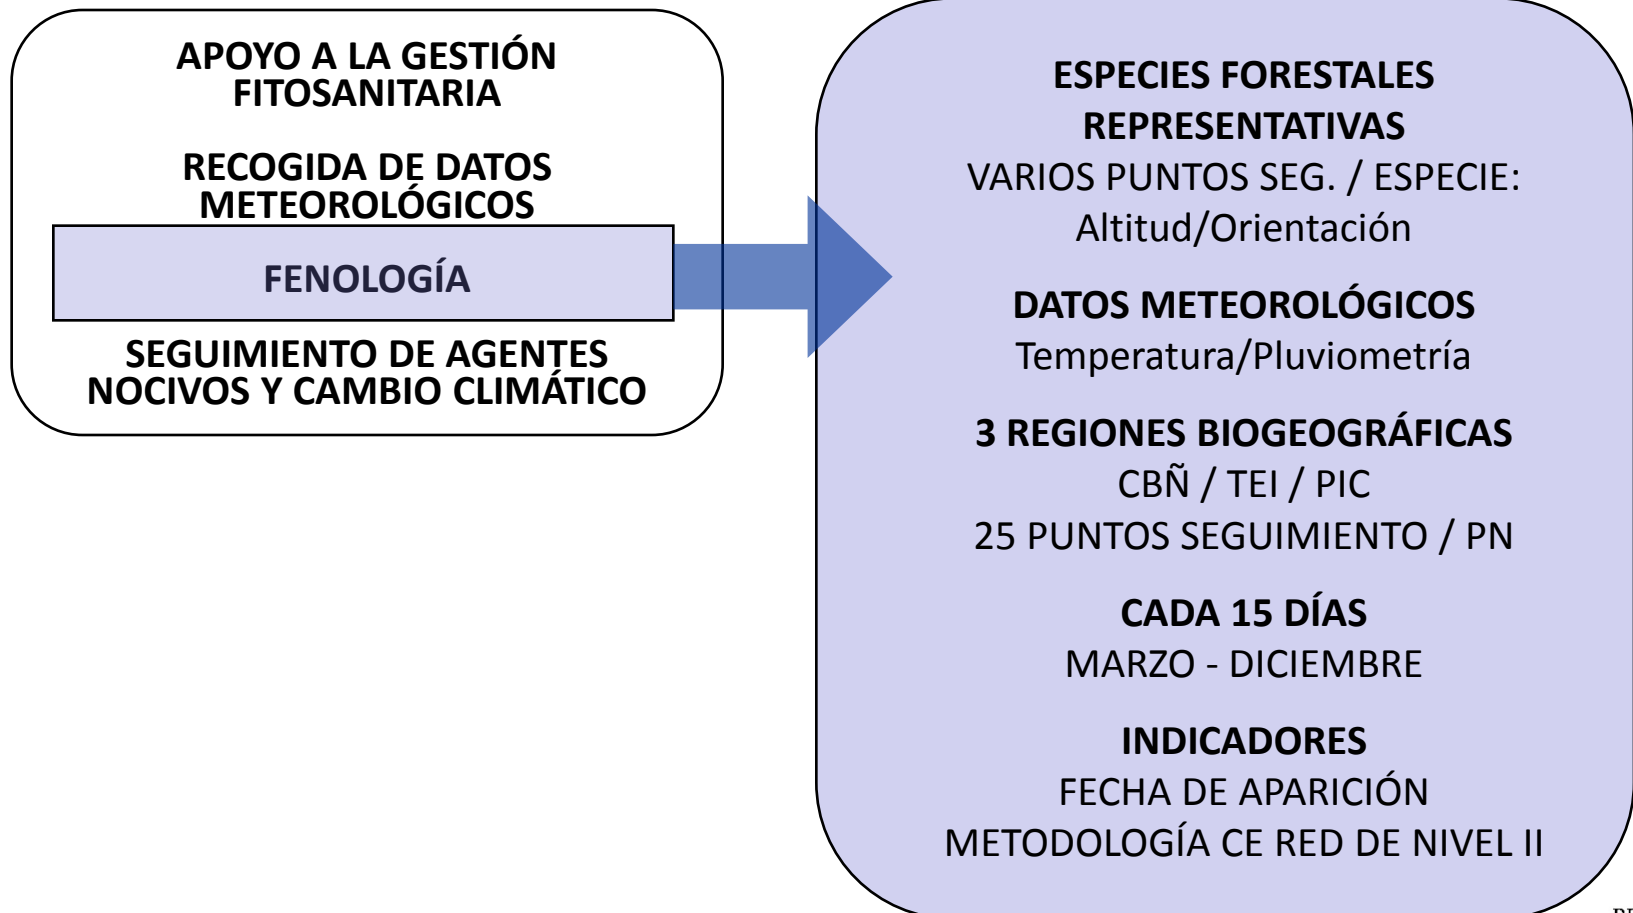 APOYO A LA GESTIÓN
FITOSANITARIA
RECOGIDA DE DATOS
METEOROLÓGICOS
FENOLOGÍA
SEGUIMIENTO DE AGENTES
NOCIVOS Y CAMBIO CLIMÁTICO
ESPECIES FORESTALES
REPRESENTATIVAS
VARIOS PUNTOS SEG. / ESPECIE:
Altitud/Orientación
DATOS METEOROLÓGICOS
Temperatura/Pluviometría
3 REGIONES BIOGEOGRÁFICAS
CBÑ / TEI / PIC
25 PUNTOS SEGUIMIENTO / PN
CADA 15 DÍAS
MARZO - DICIEMBRE
INDICADORES
FECHA DE APARICIÓN
METODOLOGÍA CE RED DE NIVEL II